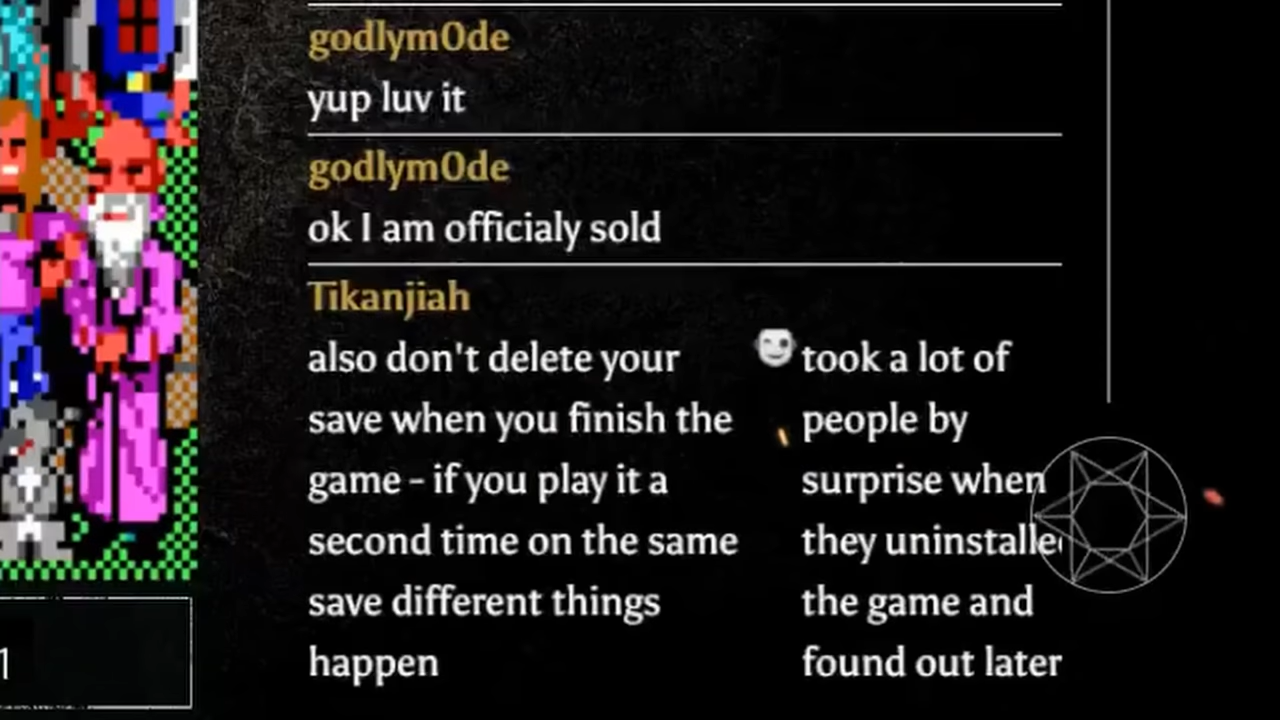 godlym0de
yup luv it
godlym0de
ok I am officialy sold
Tikanjiah
also don't delete your
save when you finish the
game - if you play it a
second time on the same
save different things
happen
took a lot of
people by
surprise when
they uninstalle
the game and
found out later
1